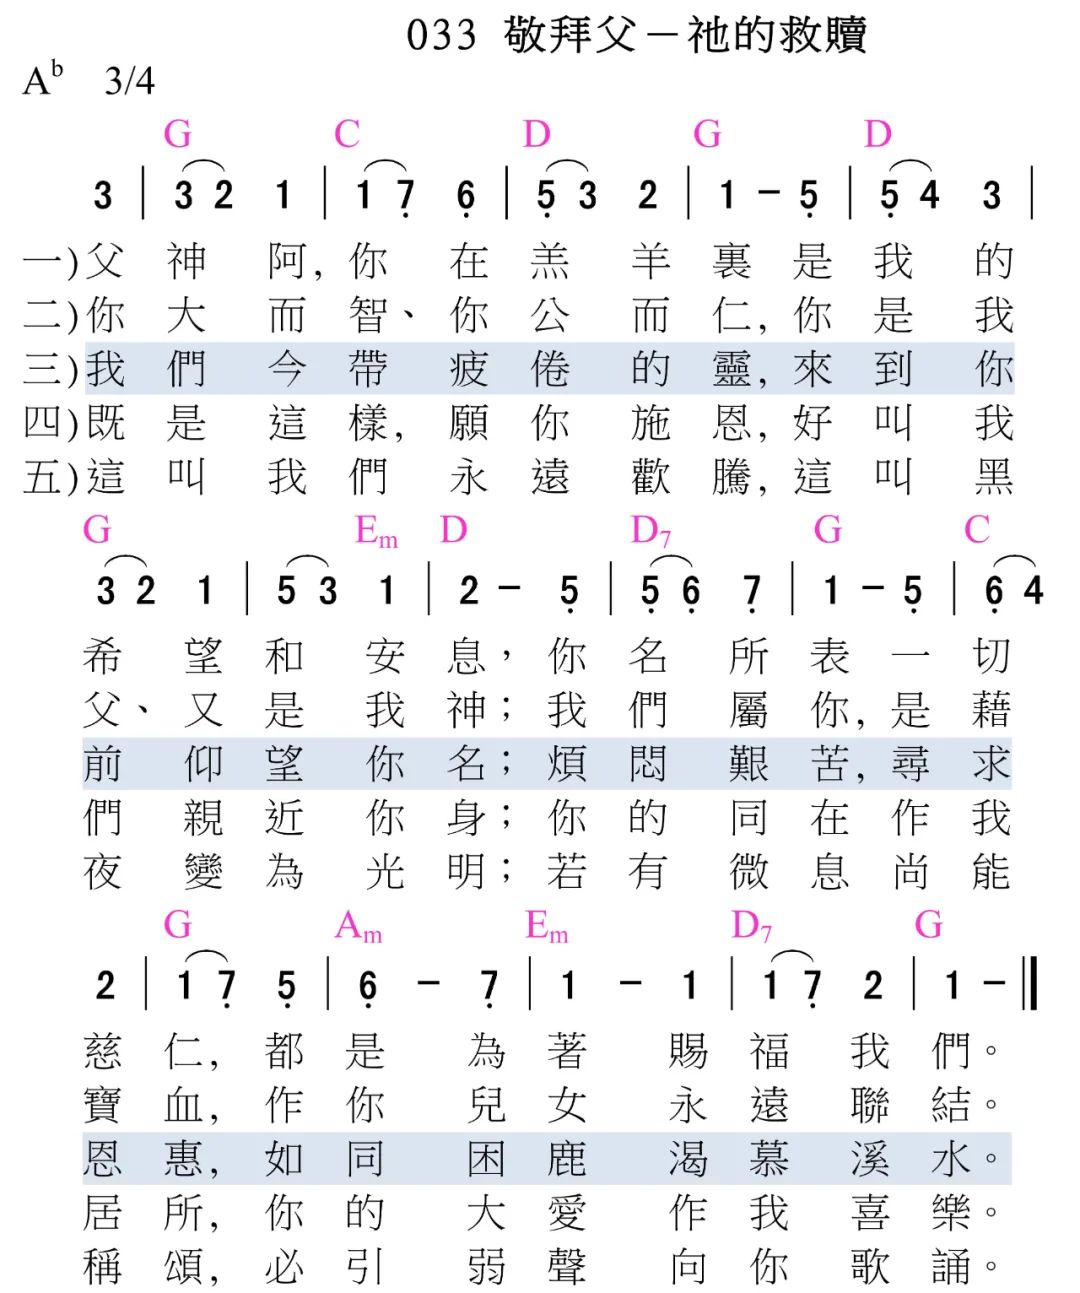 033 敬拜父－祂的救贖
A♭ 3/4
G C D G D
3 | 3 2 1 | 1 7̣ 6̣ | 5̣ 3 2 | 1 － 5̣ | 5̣ 4 3 |
一)父神阿,你在羔羊裏是我的
二)你大而智、你公而仁,你是我
三)我們今帶疲倦的靈,來到你
四)既是這樣,願你施恩,好叫我
五)這叫我們永遠歡騰,這叫黑
G Em D D7 G C
3 2 1 | 5 3 1 | 2 － 5̣ | 5̣ 6̣ 7̣ | 1 － 5̣ | 6̣ 4
希望和安息，你名所表一切
父、又是我神；我們屬你,是藉
前仰望你名；煩悶艱苦,尋求
們親近你身；你的同在作我
夜變為光明；若有微息尚能
G Am Em D7 G
2 | 1 7̣ 5̣ | 6̣ － 7̣ | 1 － 1 | 1 7̣ 2 | 1 － ‖
慈仁,都是為著賜福我們。
寶血,作你兒女永遠聯結。
恩惠,如同困鹿渴慕溪水。
居所,你的大愛作我喜樂。
稱頌,必引弱聲向你歌誦。